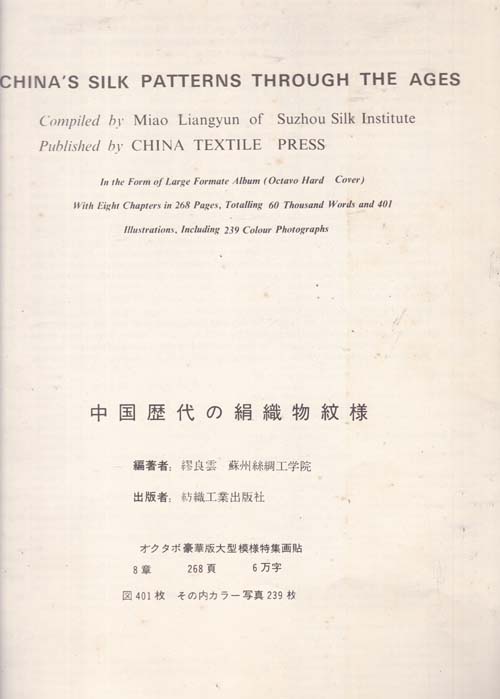 CHINA'S SILK PATTERNS THROUGH THE AGES
Compiled by Miao Liangyun of Suzhou Silk Institute
Published by CHINA TEXTILE PRESS
In the Form of Large Formate Album (Octavo Hard Cover)
With Eight Chapters in 268 Pages, Totalling 60 Thousand Words and 401
Illustrations, Including 239 Colour Photographs
中国歴代の絹織物紋様
編著者：繆良雲 蘇州絲綢工学院
出版者：紡織工業出版社
オクタボ豪華版大型模様特集画貼
8章 268頁 6万字
図401枚 その内カラー写真239枚